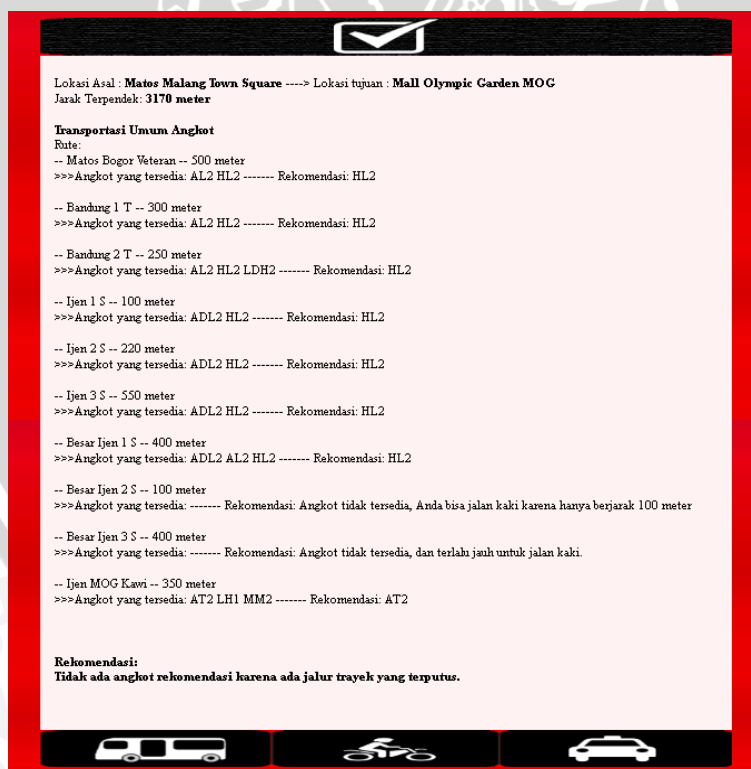 Lokasi Asal : Matos Malang Town Square ----> Lokasi tujuan : Mall Olympic Garden MOG
Jarak Terpendek: 3170 meter
Transportasi Umum Angkot
Rute:
-- Matos Bogor Veteran -- 500 meter
>>>Angkot yang tersedia: AL2 HL2 ------- Rekomendasi: HL2
-- Bandung 1 T -- 300 meter
>>>Angkot yang tersedia: AL2 HL2 ------- Rekomendasi: HL2
-- Bandung 2 T -- 250 meter
>>>Angkot yang tersedia: AL2 HL2 LDH2 ------- Rekomendasi: HL2
-- Ijen 1 S -- 100 meter
>>>Angkot yang tersedia: ADL2 HL2 ------- Rekomendasi: HL2
-- Ijen 2 S -- 220 meter
>>>Angkot yang tersedia: ADL2 HL2 ------- Rekomendasi: HL2
-- Ijen 3 S -- 550 meter
>>>Angkot yang tersedia: ADL2 HL2 ------- Rekomendasi: HL2
-- Besar Ijen 1 S -- 400 meter
>>>Angkot yang tersedia: ADL2 AL2 HL2 ------- Rekomendasi: HL2
-- Besar Ijen 2 S -- 100 meter
>>>Angkot yang tersedia: ------- Rekomendasi: Angkot tidak tersedia, Anda bisa jalan kaki karena hanya berjarak 100 meter
-- Besar Ijen 3 S -- 400 meter
>>>Angkot yang tersedia: ------- Rekomendasi: Angkot tidak tersedia, dan terlalu jauh untuk jalan kaki.
-- Ijen MOG Kawi -- 350 meter
>>>Angkot yang tersedia: AT2 LH1 MM2 ------- Rekomendasi: AT2
Rekomendasi:
Tidak ada angkot rekomendasi karena ada jalur trayek yang terputus.